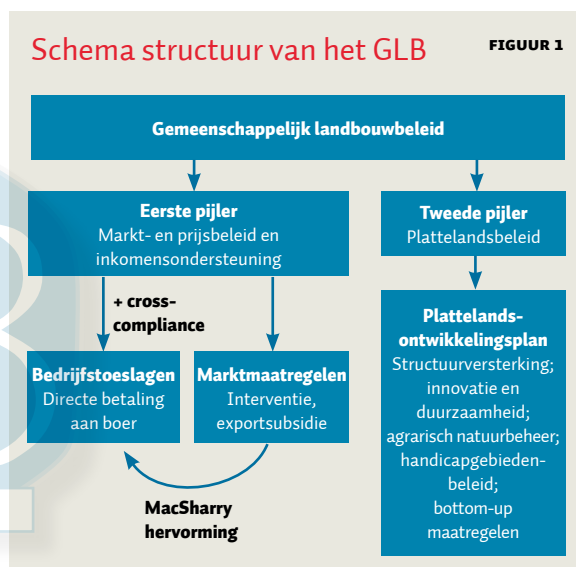 Schema structuur van het GLB
FIGUUR 1
Gemeenschappelijk landbouwbeleid
Eerste pijler
Markt- en prijsbeleid en
inkomensondersteuning
Tweede pijler
Plattelandsbeleid
+ cross-
compliance
Bedrijfstoeslagen
Directe betaling
aan boer
Marktmaatregelen
Interventie,
exportsubsidie
Plattelands-
ontwikkelingsplan
Structuurversterking;
innovatie en
duurzaamheid;
agrarisch natuurbeheer;
handicapgebieden-
beleid;
bottom-up
maatregelen
MacSharry
hervorming